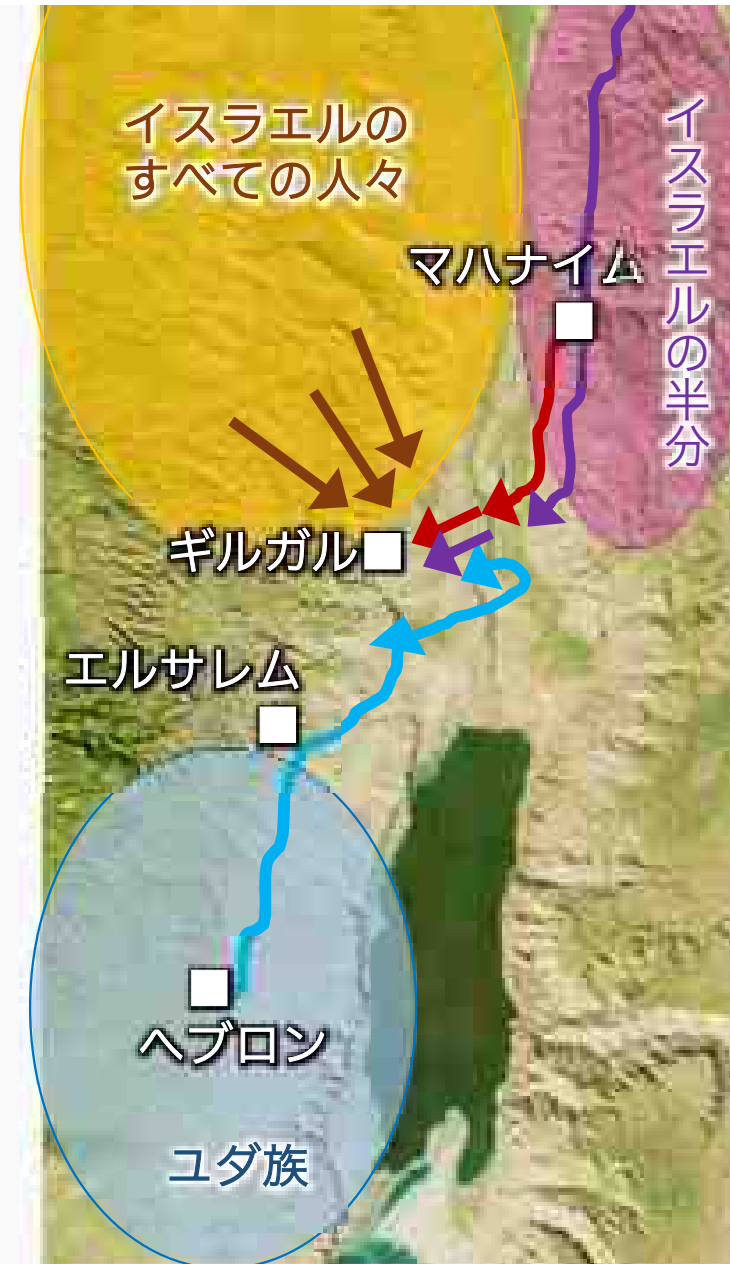 イスラエルの
すべての人々
イスラエルの半分
マハナイム
ギルガル
エルサレム
ヘブロン
ユダ族